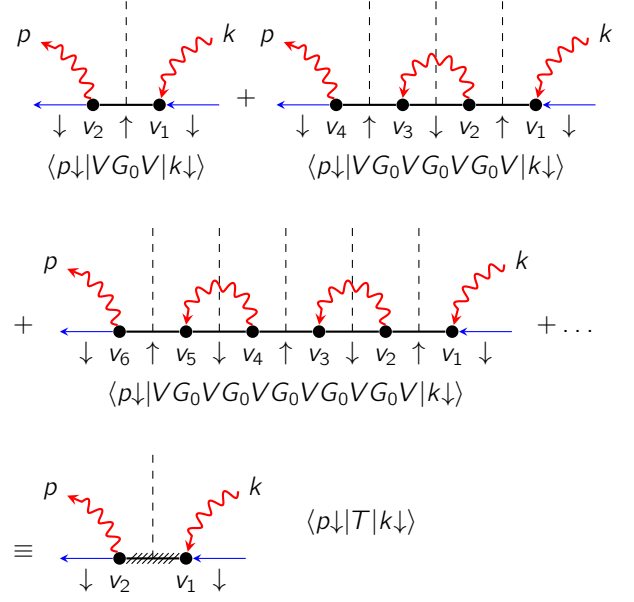 p k p k
+
↓ v₂ ↑ v₁ ↓ ↓ v₄ ↑ v₃ ↓ v₂ ↑ v₁ ↓
⟨p↓|VG₀V|k↓⟩ ⟨p↓|VG₀VG₀VG₀V|k↓⟩
p k
+ + ...
↓ v₆ ↑ v₅ ↓ v₄ ↑ v₃ ↓ v₂ ↑ v₁ ↓
⟨p↓|VG₀VG₀VG₀VG₀VG₀V|k↓⟩
p k
⟨p↓|T|k↓⟩
≡
↓ v₂ v₁ ↓